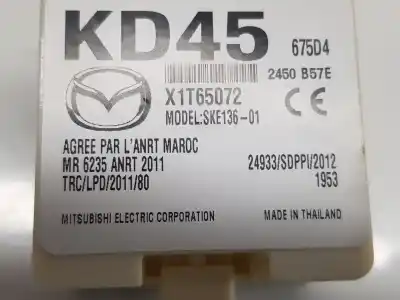 KD45 675D4
2450 B57E
X1T65072 CE
MODEL:SKE136-01
AGREE PAR L'ANRT MAROC
MR 6235 ANRT 2011 24933/SDPPI/2012
TRC/LPD/2011/80 1953
MITSUBISHI ELECTRIC CORPORATION MADE IN THAILAND